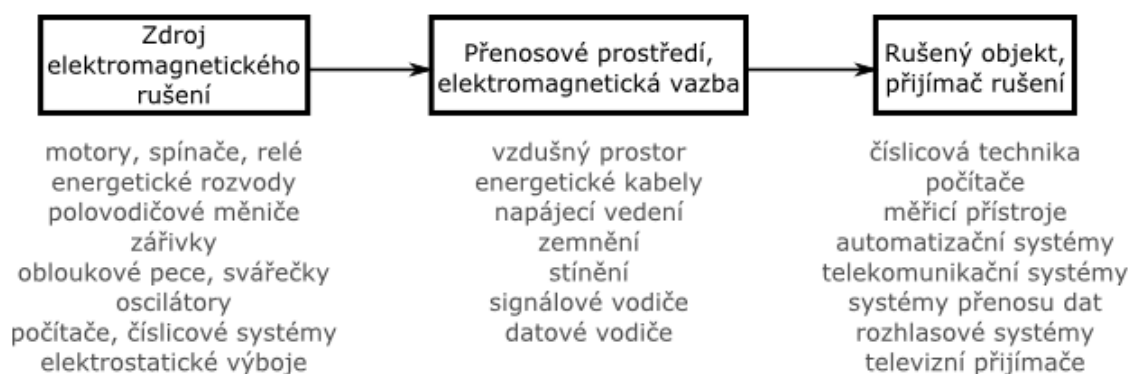 Zdroj
elektromagnetického
rušení
Přenosové prostředí,
elektromagnetická vazba
Rušený objekt,
přijímač rušení
motory, spínače, relé
energetické rozvody
polovodičové měniče
zářivky
obloukové pece, svářečky
oscilátory
počítače, číslicové systémy
elektrostatické výboje
vzdušný prostor
energetické kabely
napájecí vedení
zemnění
stínění
signálové vodiče
datové vodiče
číslicová technika
počítače
měřicí přístroje
automatizační systémy
telekomunikační systémy
systémy přenosu dat
rozhlasové systémy
televizní přijímače